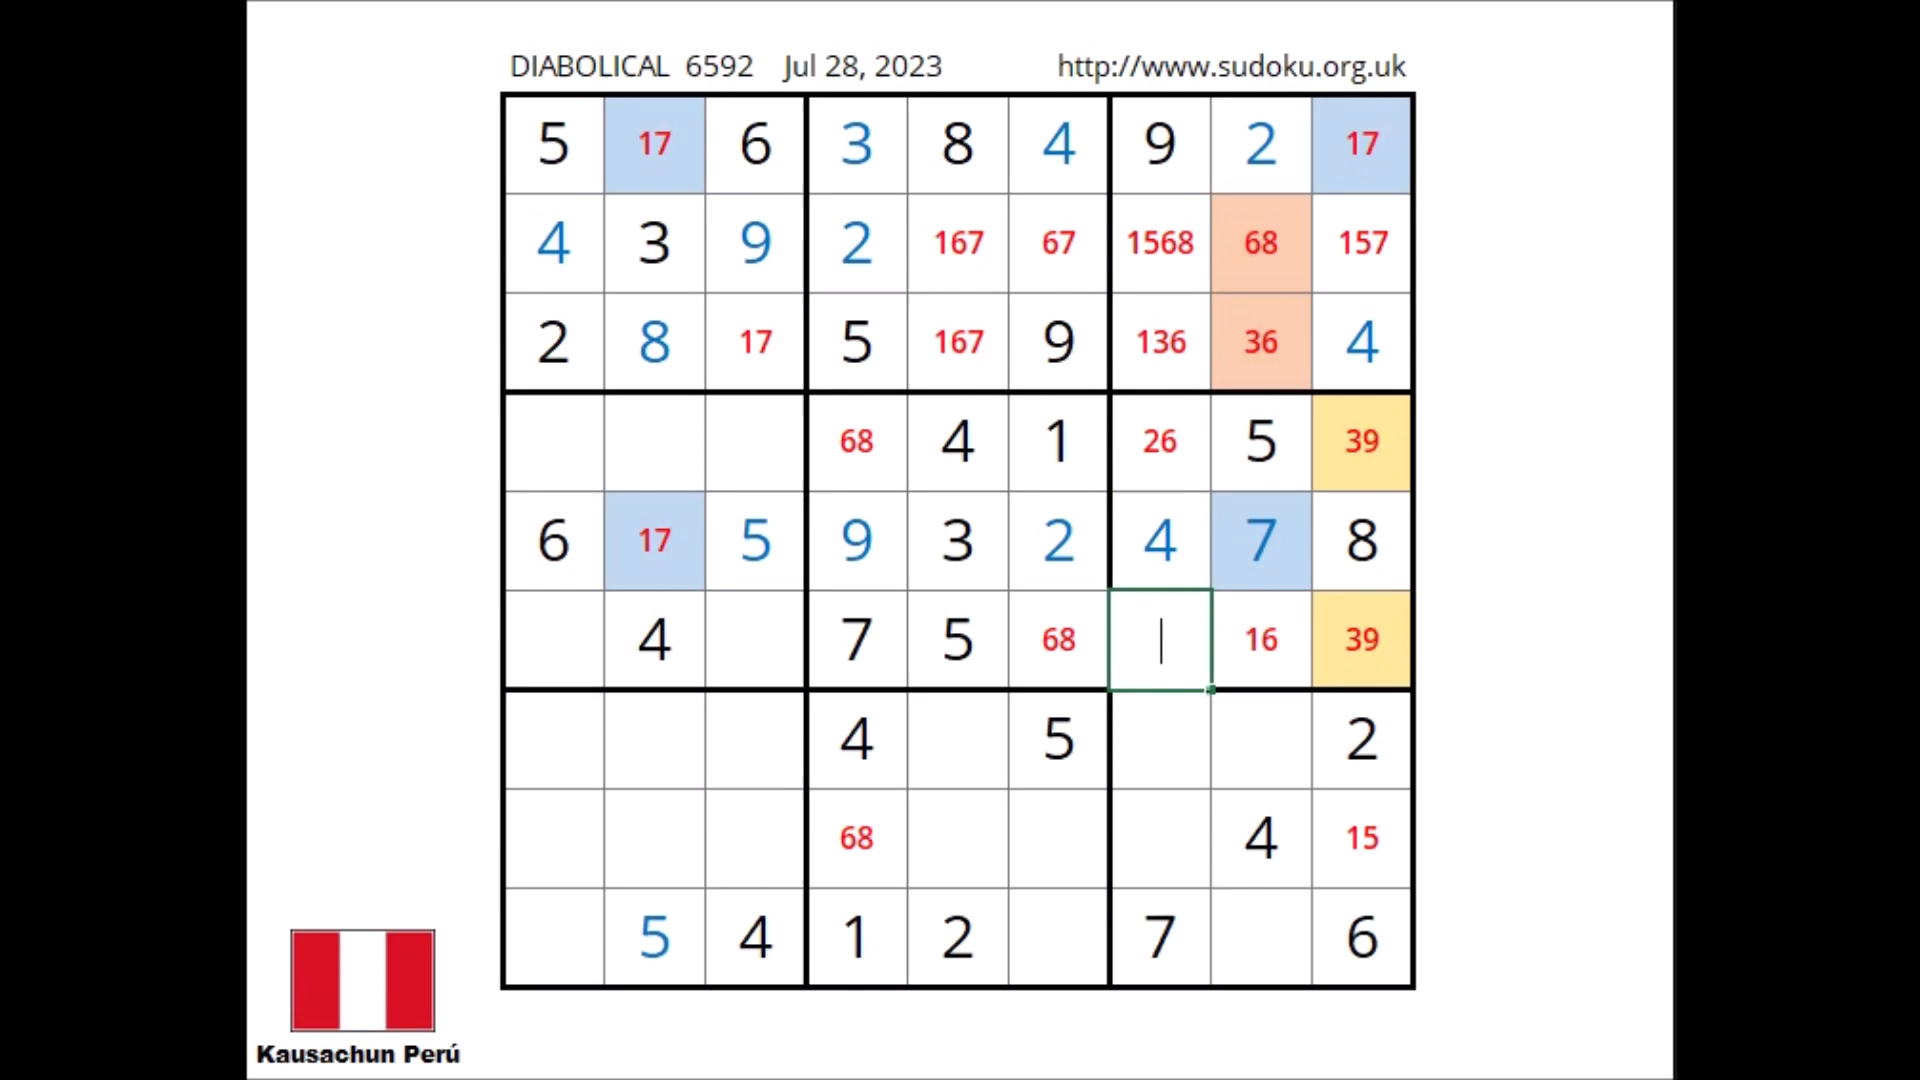 DIABOLICAL 6592 Jul 28, 2023 http://www.sudoku.org.uk
5 17 6 3 8 4 9 2 17
4 3 9 2 167 67 1568 68 157
2 8 17 5 167 9 136 36 4
68 4 1 26 5 39
6 17 5 9 3 2 4 7 8
4 7 5 68 16 39
4 5 2
68 4 15
5 4 1 2 7 6
Kausachun Perú